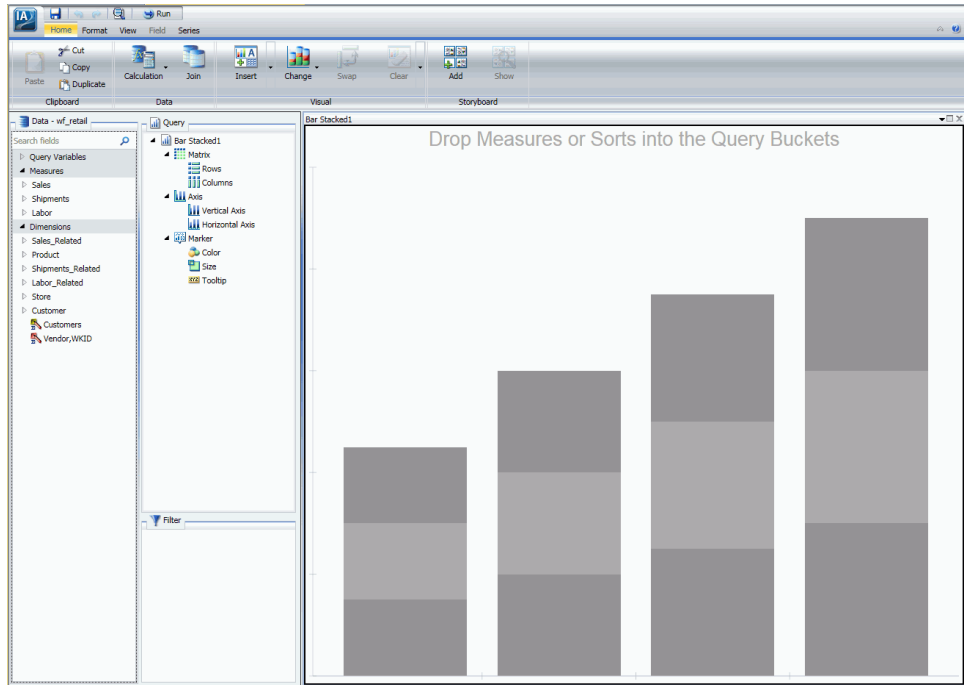 IA
Run
Home Format View Field Series
Paste
Cut
Copy
Duplicate
Calculation
Join
Insert
Change
Swap
Clear
Add
Show
Clipboard
Data
Visual
Storyboard
Data - wf_retail
Search fields
Query Variables
Measures
Sales
Shipments
Labor
Dimensions
Sales_Related
Product
Shipments_Related
Labor_Related
Store
Customer
Customers
Vendor,WKID
Query
Bar Stacked1
Matrix
Rows
Columns
Axis
Vertical Axis
Horizontal Axis
Marker
Color
Size
Tooltip
Filter
Bar Stacked1
Drop Measures or Sorts into the Query Buckets